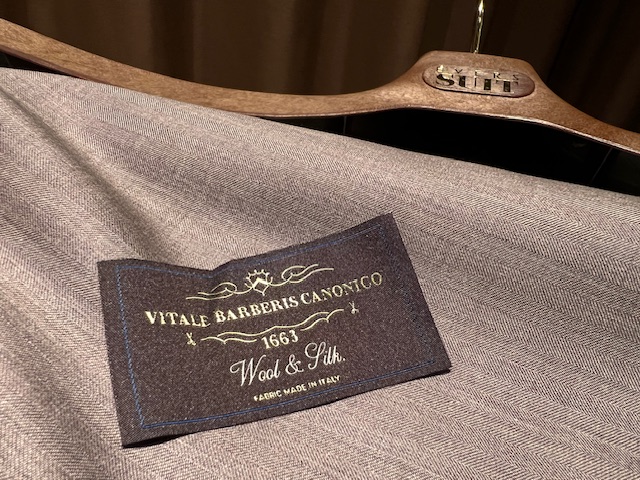 SUIT
VITALE BARBERIS CANONICO
1663
Wool & Silk.
FABRIC MADE IN ITALY